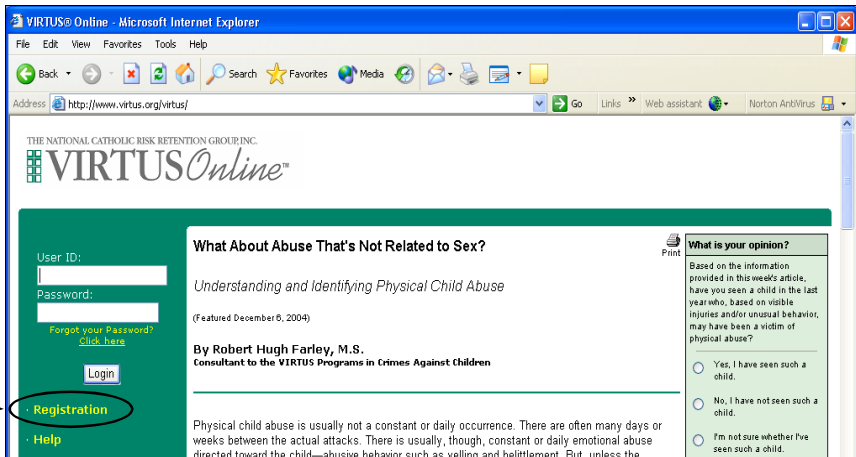 VIRTUS® Online - Microsoft Internet Explorer
File Edit View Favorites Tools Help
Back Search Favorites Media
Address http://www.virtus.org/virtus/ Go Links » Web assistant Norton AntiVirus
THE NATIONAL CATHOLIC RISK RETENTION GROUP, INC.
VIRTUS Online™
User ID:
Password:
Forgot your Password?
Click here
Login
· Registration
· Help
What About Abuse That's Not Related to Sex?
Print
Understanding and Identifying Physical Child Abuse
(Featured December 6, 2004)
By Robert Hugh Farley, M.S.
Consultant to the VIRTUS Programs in Crimes Against Children
Physical child abuse is usually not a constant or daily occurrence. There are often many days or
weeks between the actual attacks. There is usually, though, constant or daily emotional abuse
directed toward the child—abusive behavior such as yelling and belittlement. But, unless the
What is your opinion?
Based on the information
provided in this week's article,
have you seen a child in the last
year who, based on visible
injuries and/or unusual behavior,
may have been a victim of
physical abuse?
Yes, I have seen such a
child.
No, I have not seen such a
child.
I'm not sure whether I've
seen such a child.